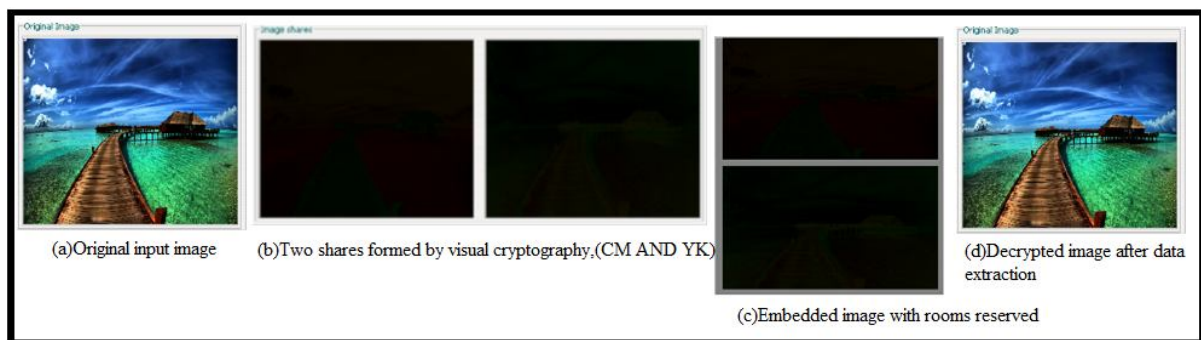 Original Image
Image shares
Original Image
(a)Original input image
(b)Two shares formed by visual cryptography,(CM AND YK)
(c)Embedded image with rooms reserved
(d)Decrypted image after data
extraction